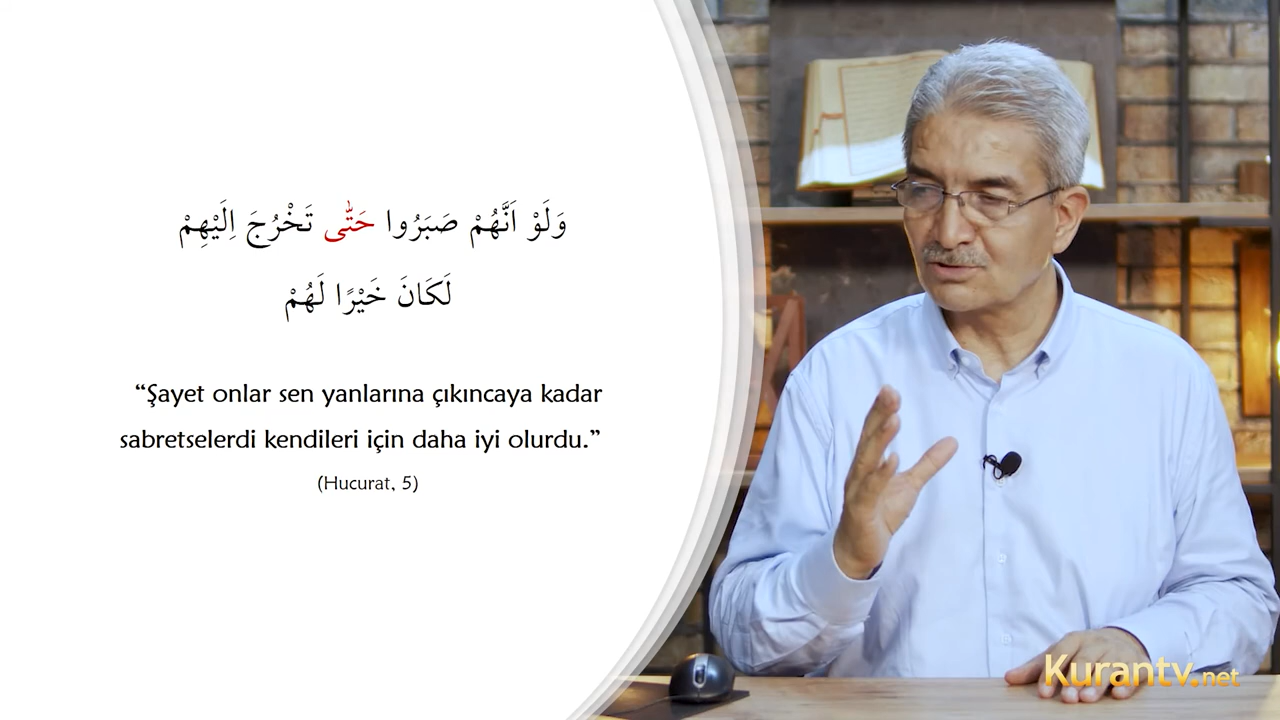 وَلَوْ اَنَّهُمْ صَبَرُوا حَتّٰى تَخْرُجَ اِلَيْهِمْ
لَكَانَ خَيْرًا لَهُمْ
“Şayet onlar sen yanlarına çıkıncaya kadar
sabretselerdi kendileri için daha iyi olurdu.”
(Hucurat, 5)
Kurantv.net